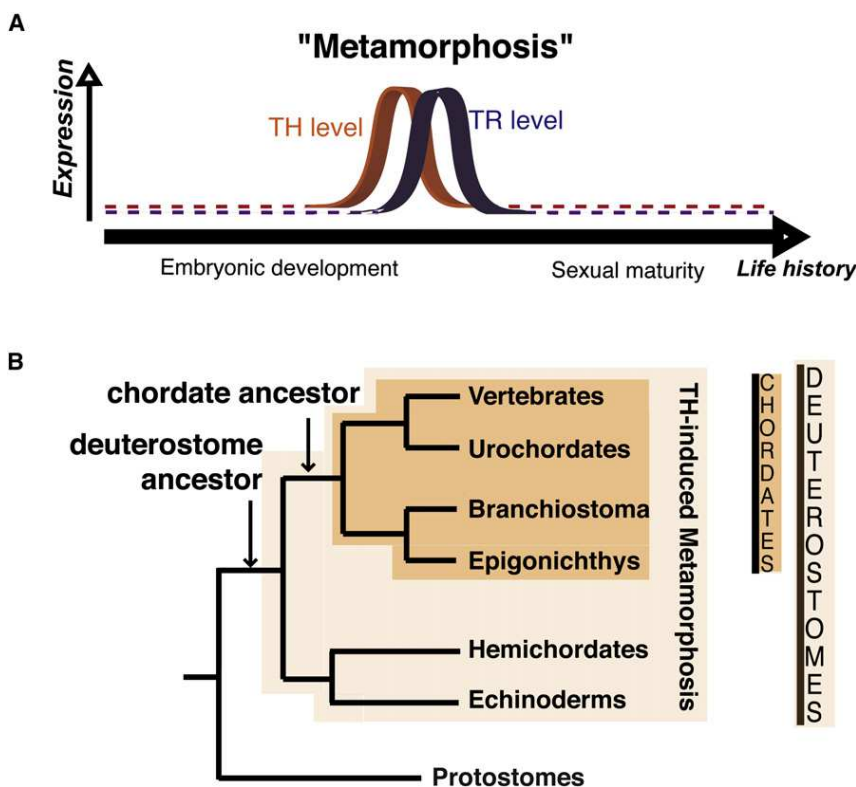 A
"Metamorphosis"
Expression
TH level
TR level
Embryonic development
Sexual maturity
Life history
B
chordate ancestor
deuterostome
ancestor
Vertebrates
Urochordates
Branchiostoma
Epigonichthys
Hemichordates
Echinoderms
Protostomes
TH-induced Metamorphosis
CHORDATES
DEUTEROSTOMES